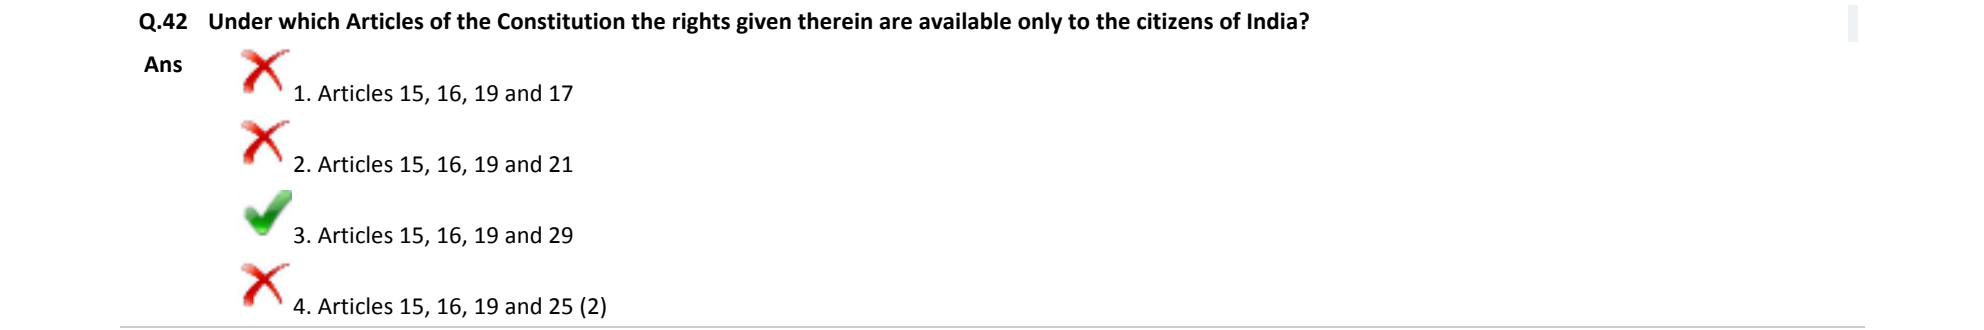 Q.42 Under which Articles of the Constitution the rights given therein are available only to the citizens of India?
Ans
1. Articles 15, 16, 19 and 17
2. Articles 15, 16, 19 and 21
3. Articles 15, 16, 19 and 29
4. Articles 15, 16, 19 and 25 (2)